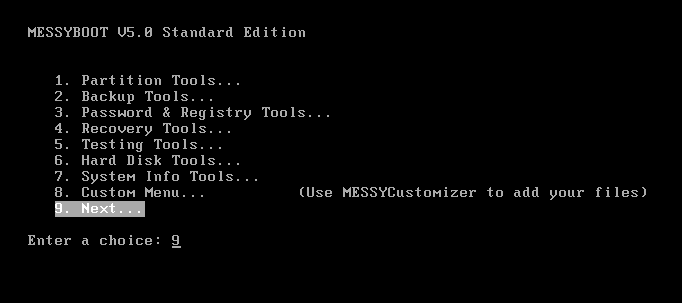 MESSYBOOT V5.0 Standard Edition
1. Partition Tools...
2. Backup Tools...
3. Password & Registry Tools...
4. Recovery Tools...
5. Testing Tools...
6. Hard Disk Tools...
7. System Info Tools...
8. Custom Menu... (Use MESSYCustomizer to add your files)
9. Next...
Enter a choice: 9